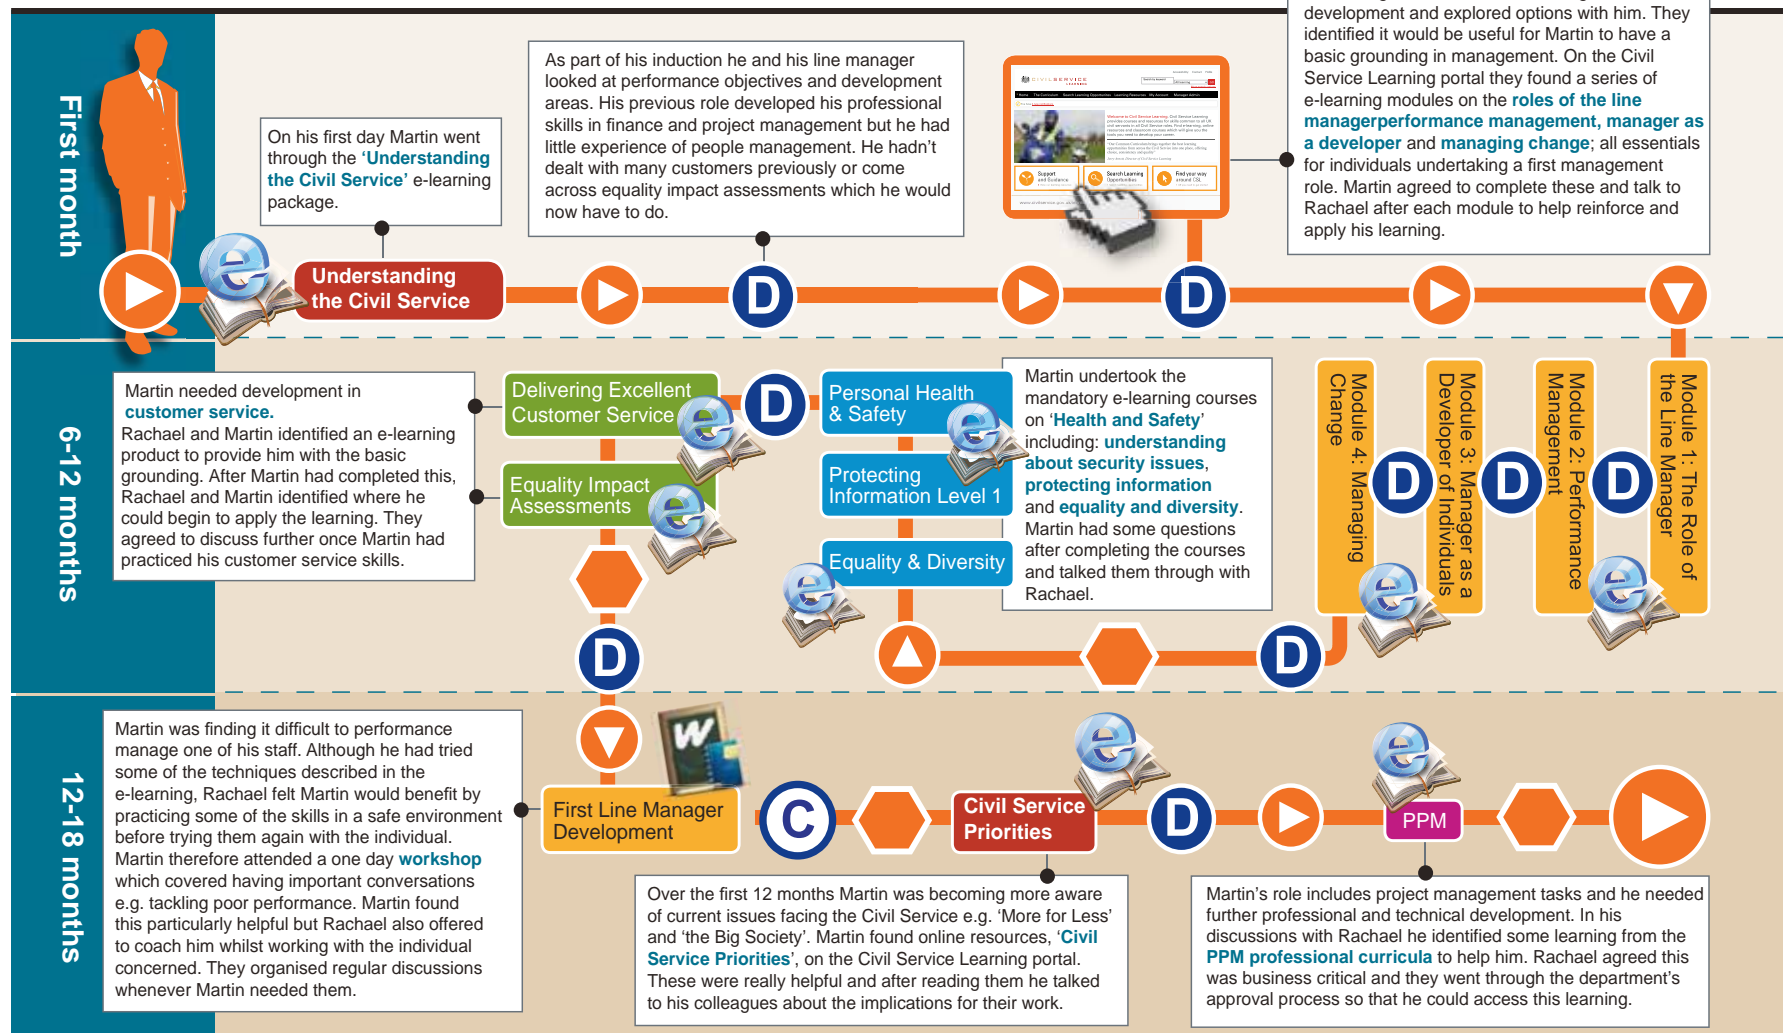 First month
On his first day Martin went
through the ‘Understanding
the Civil Service’ e-learning
package.
Understanding
the Civil Service
As part of his induction he and his line manager
looked at performance objectives and development
areas. His previous role developed his professional
skills in finance and project management but he had
little experience of people management. He hadn’t
dealt with many customers previously or come
across equality impact assessments which he would
now have to do.
D
CIVIL SERVICE
Support
and Guidance
Search Learning
Opportunities
Find your way
around CSL
D
development and explored options with him. They
identified it would be useful for Martin to have a
basic grounding in management. On the Civil
Service Learning portal they found a series of
e-learning modules on the roles of the line
managerperformance management, manager as
a developer and managing change; all essentials
for individuals undertaking a first management
role. Martin agreed to complete these and talk to
Rachael after each module to help reinforce and
apply his learning.
6-12 months
Martin needed development in
customer service.
Rachael and Martin identified an e-learning
product to provide him with the basic
grounding. After Martin had completed this,
Rachael and Martin identified where he
could begin to apply the learning. They
agreed to discuss further once Martin had
practiced his customer service skills.
Delivering Excellent
Customer Service
Equality Impact
Assessments
D
D
Personal Health
& Safety
Protecting
Information Level 1
Equality & Diversity
Martin undertook the
mandatory e-learning courses
on ‘Health and Safety’
including: understanding
about security issues,
protecting information
and equality and diversity.
Martin had some questions
after completing the courses
and talked them through with
Rachael.
D
Module 4: Managing
Change
D
Module 3: Manager as a
Developer of Individuals
D
Module 2: Performance
Management
D
Module 1: The Role of
the Line Manager
12-18 months
Martin was finding it difficult to performance
manage one of his staff. Although he had tried
some of the techniques described in the
e-learning, Rachael felt Martin would benefit by
practicing some of the skills in a safe environment
before trying them again with the individual.
Martin therefore attended a one day workshop
which covered having important conversations
e.g. tackling poor performance. Martin found
this particularly helpful but Rachael also offered
to coach him whilst working with the individual
concerned. They organised regular discussions
whenever Martin needed them.
W
First Line Manager
Development
C
Civil Service
Priorities
D
PPM
Over the first 12 months Martin was becoming more aware
of current issues facing the Civil Service e.g. ‘More for Less’
and ‘the Big Society’. Martin found online resources, ‘Civil
Service Priorities’, on the Civil Service Learning portal.
These were really helpful and after reading them he talked
to his colleagues about the implications for their work.
Martin’s role includes project management tasks and he needed
further professional and technical development. In his
discussions with Rachael he identified some learning from the
PPM professional curricula to help him. Rachael agreed this
was business critical and they went through the department’s
approval process so that he could access this learning.